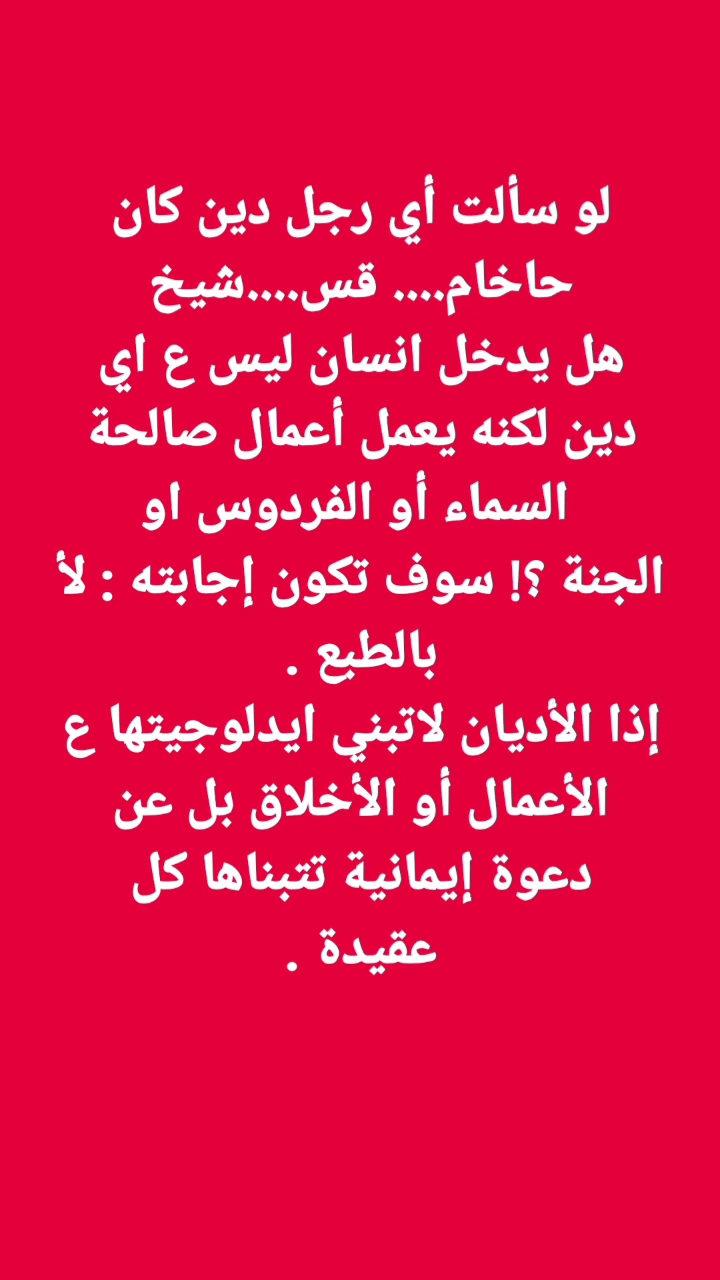 لو سألت أي رجل دين كان
حاخام.... قس....شيخ
هل يدخل انسان ليس ع اي
دين لكنه يعمل أعمال صالحة
السماء أو الفردوس او
الجنة ؟! سوف تكون إجابته : لأ
بالطبع .
إذا الأديان لاتبني ايدلوجيتها ع
الأعمال أو الأخلاق بل عن
دعوة إيمانية تتبناها كل
عقيدة .